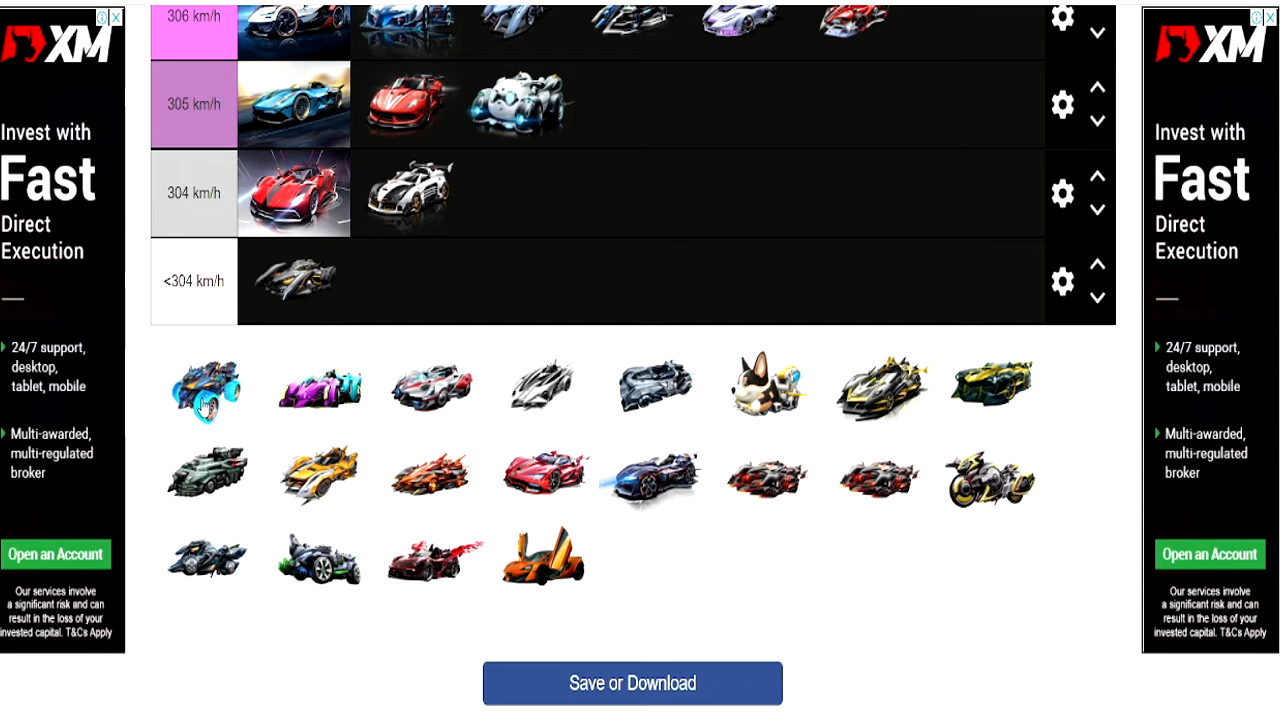 XM
Invest with
Fast
Direct
Execution
24/7 support,
desktop,
tablet, mobile
Multi-awarded,
multi-regulated
broker
Open an Account
Our services involve
a significant risk and can
result in the loss of your
invested capital. T&Cs Apply
306 km/h
305 km/h
304 km/h
<304 km/h
Save or Download
XM
Invest with
Fast
Direct
Execution
24/7 support,
desktop,
tablet, mobile
Multi-awarded,
multi-regulated
broker
Open an Account
Our services involve
a significant risk and can
result in the loss of your
invested capital. T&Cs Apply